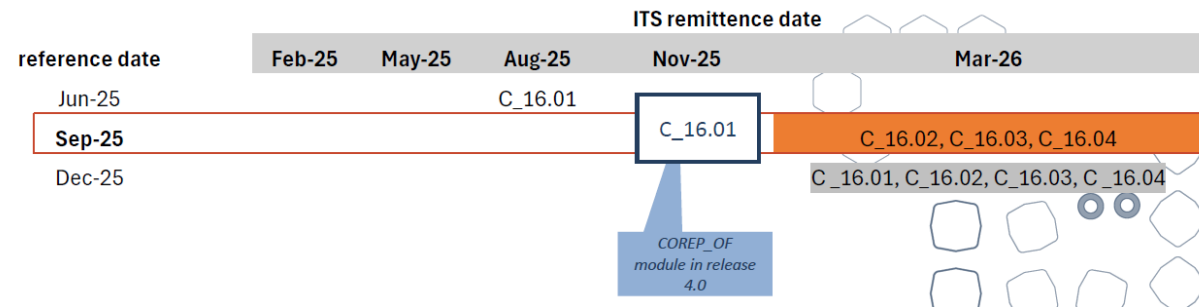 ITS remittence date
reference date Feb-25 May-25 Aug-25 Nov-25 Mar-26
Jun-25 C_16.01
Sep-25 C_16.01 C_16.02, C_16.03, C_16.04
Dec-25 C _16.01, C_16.02, C_16.03, C _16.04
COREP_OF
module in release
4.0